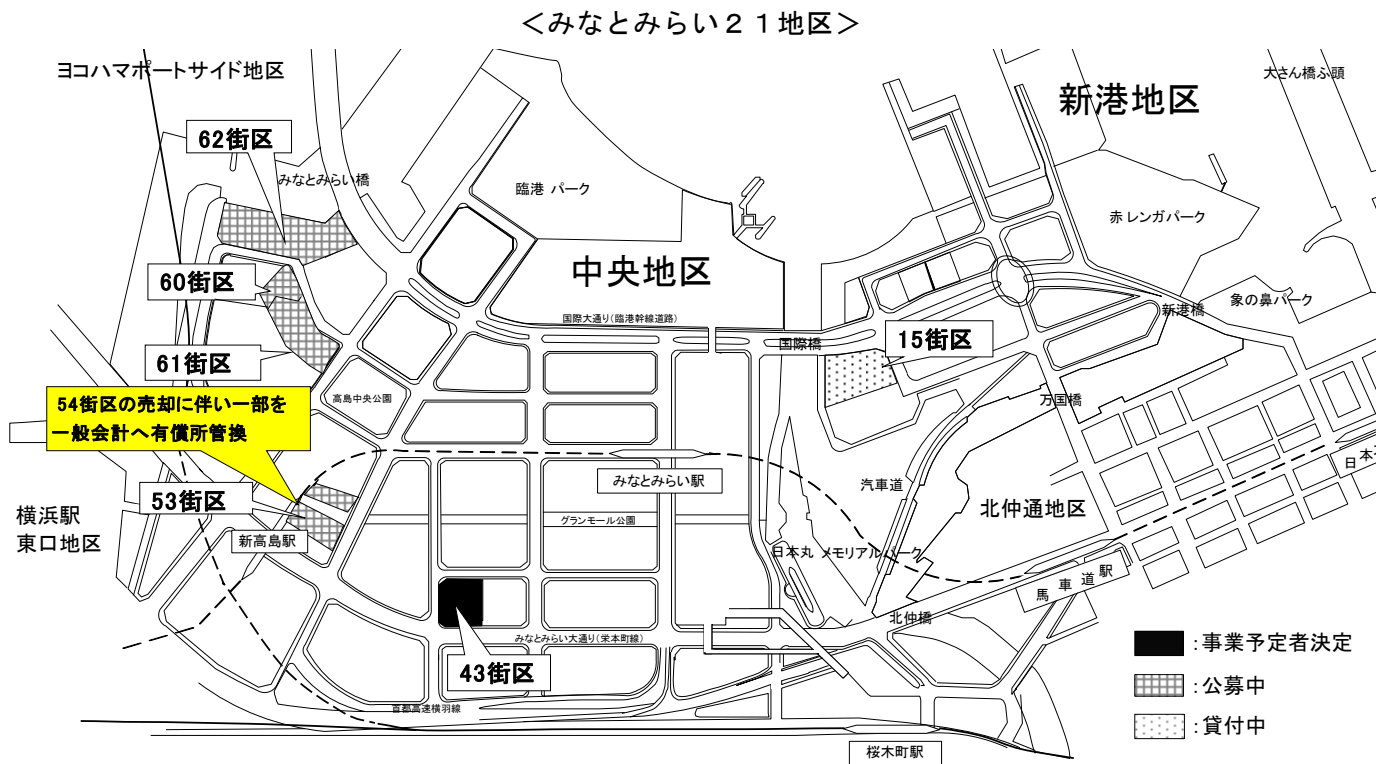 ＜みなとみらい２１地区＞
ヨコハマポートサイド地区
新港地区
大さん橋ふ頭
62街区
みなとみらい橋
臨港 パーク
赤レンガパーク
60街区
中央地区
象の鼻パーク
新港橋
国際大通り(臨港幹線道路)
国際橋
15街区
61街区
高島中央公園
万国橋
54街区の売却に伴い一部を
一般会計へ有償所管換
みなとみらい駅
汽車道
53街区
横浜駅
東口地区
新高島駅
グランモール公園
北仲通地区
日本丸 メモリアルパーク
馬車道駅
北仲橋
みなとみらい大通り(栄本町線)
43街区
首都高速横羽線
桜木町駅
:事業予定者決定
:公募中
:貸付中